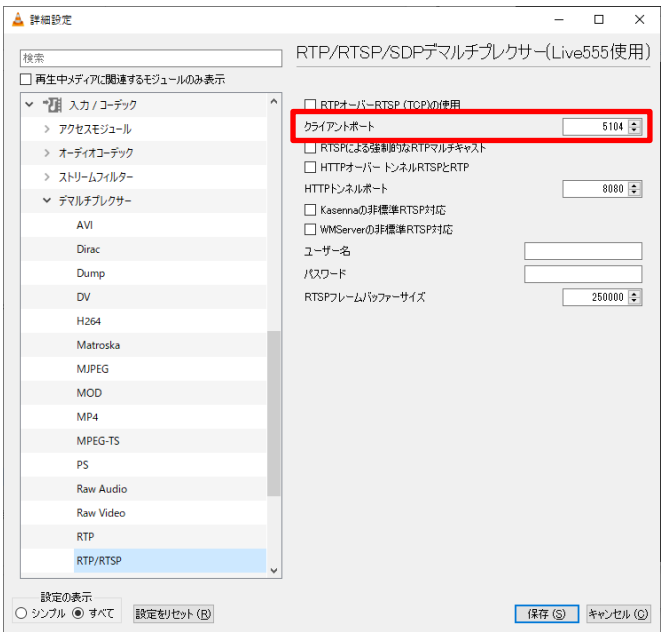 詳細設定
検索
再生中メディアに関連するモジュールのみ表示
入力 / コーデック
アクセスモジュール
オーディオコーデック
ストリームフィルター
デマルチプレクサー
AVI
Dirac
Dump
DV
H264
Matroska
MJPEG
MOD
MP4
MPEG-TS
PS
Raw Audio
Raw Video
RTP
RTP/RTSP
RTP/RTSP/SDPデマルチプレクサー(Live555使用)
RTPオーバーRTSP (TCP)の使用
クライアントポート 5104
RTSPによる強制的なRTPマルチキャスト
HTTPオーバー トンネルRTSPとRTP
HTTPトンネルポート 8080
Kasennaの非標準RTSP対応
WMServerの非標準RTSP対応
ユーザー名
パスワード
RTSPフレームバッファーサイズ 250000
設定の表示
シンプル すべて 設定をリセット (R) 保存 (S) キャンセル (C)